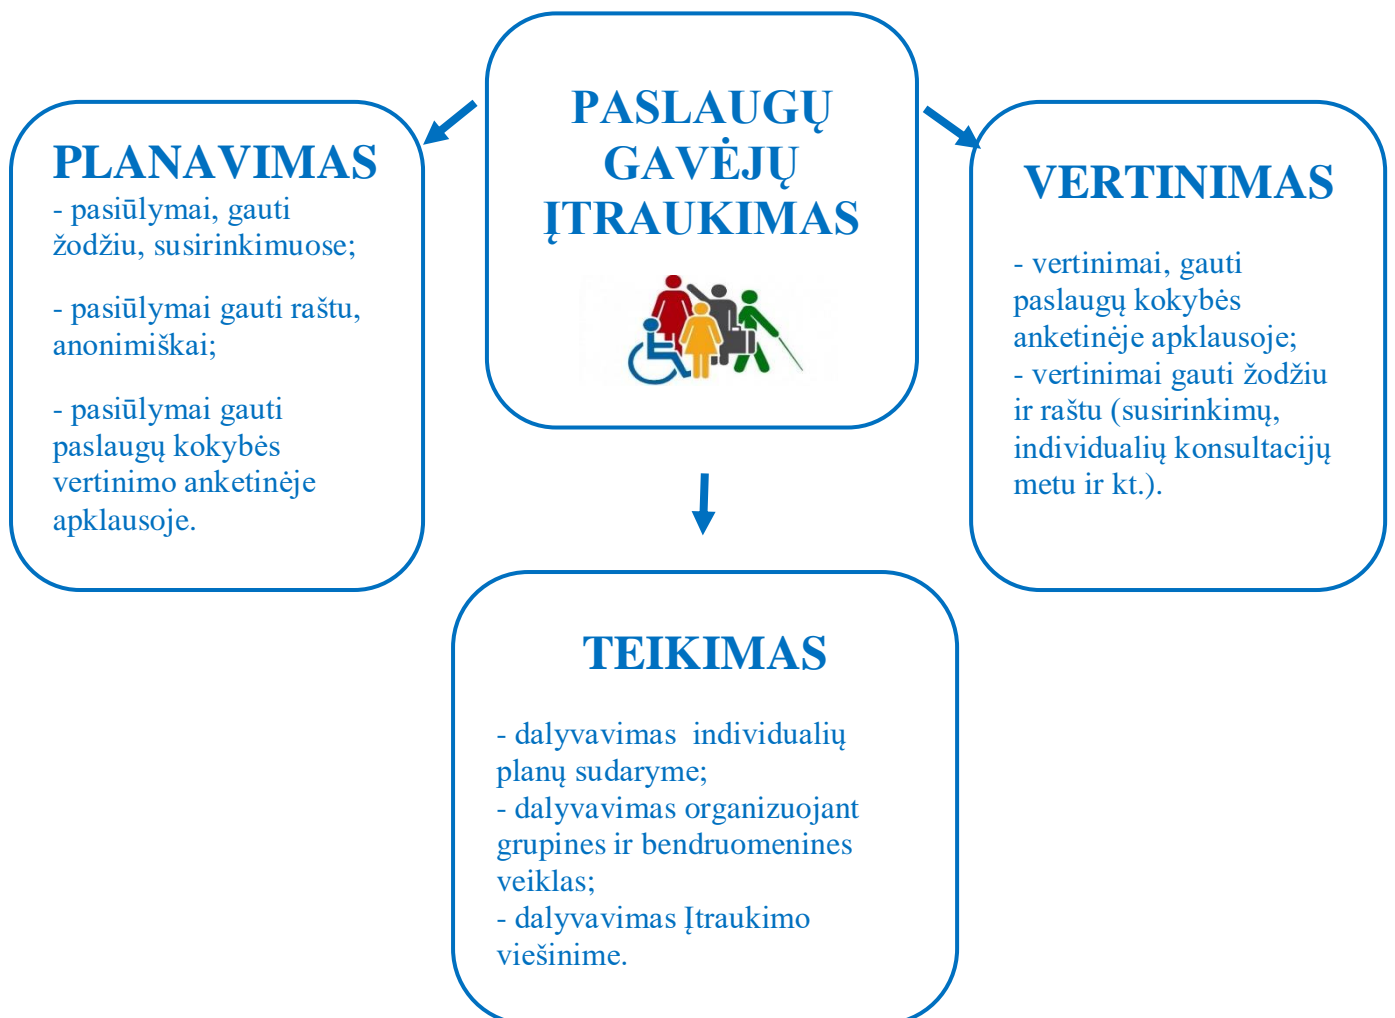 PASLAUGŲ
GAVĖJŲ
ĮTRAUKIMAS
PLANAVIMAS
- pasiūlymai, gauti
žodžiu, susirinkimuose;
- pasiūlymai gauti raštu,
anonimiškai;
- pasiūlymai gauti
paslaugų kokybės
vertinimo anketinėje
apklausoje.
VERTINIMAS
- vertinimai, gauti
paslaugų kokybės
anketinėje apklausoje;
- vertinimai gauti žodžiu
ir raštu (susirinkimų,
individualių konsultacijų
metu ir kt.).
TEIKIMAS
- dalyvavimas  individualių
planų sudaryme;
- dalyvavimas organizuojant
grupines ir bendruomenines
veiklas;
- dalyvavimas Įtraukimo
viešinime.